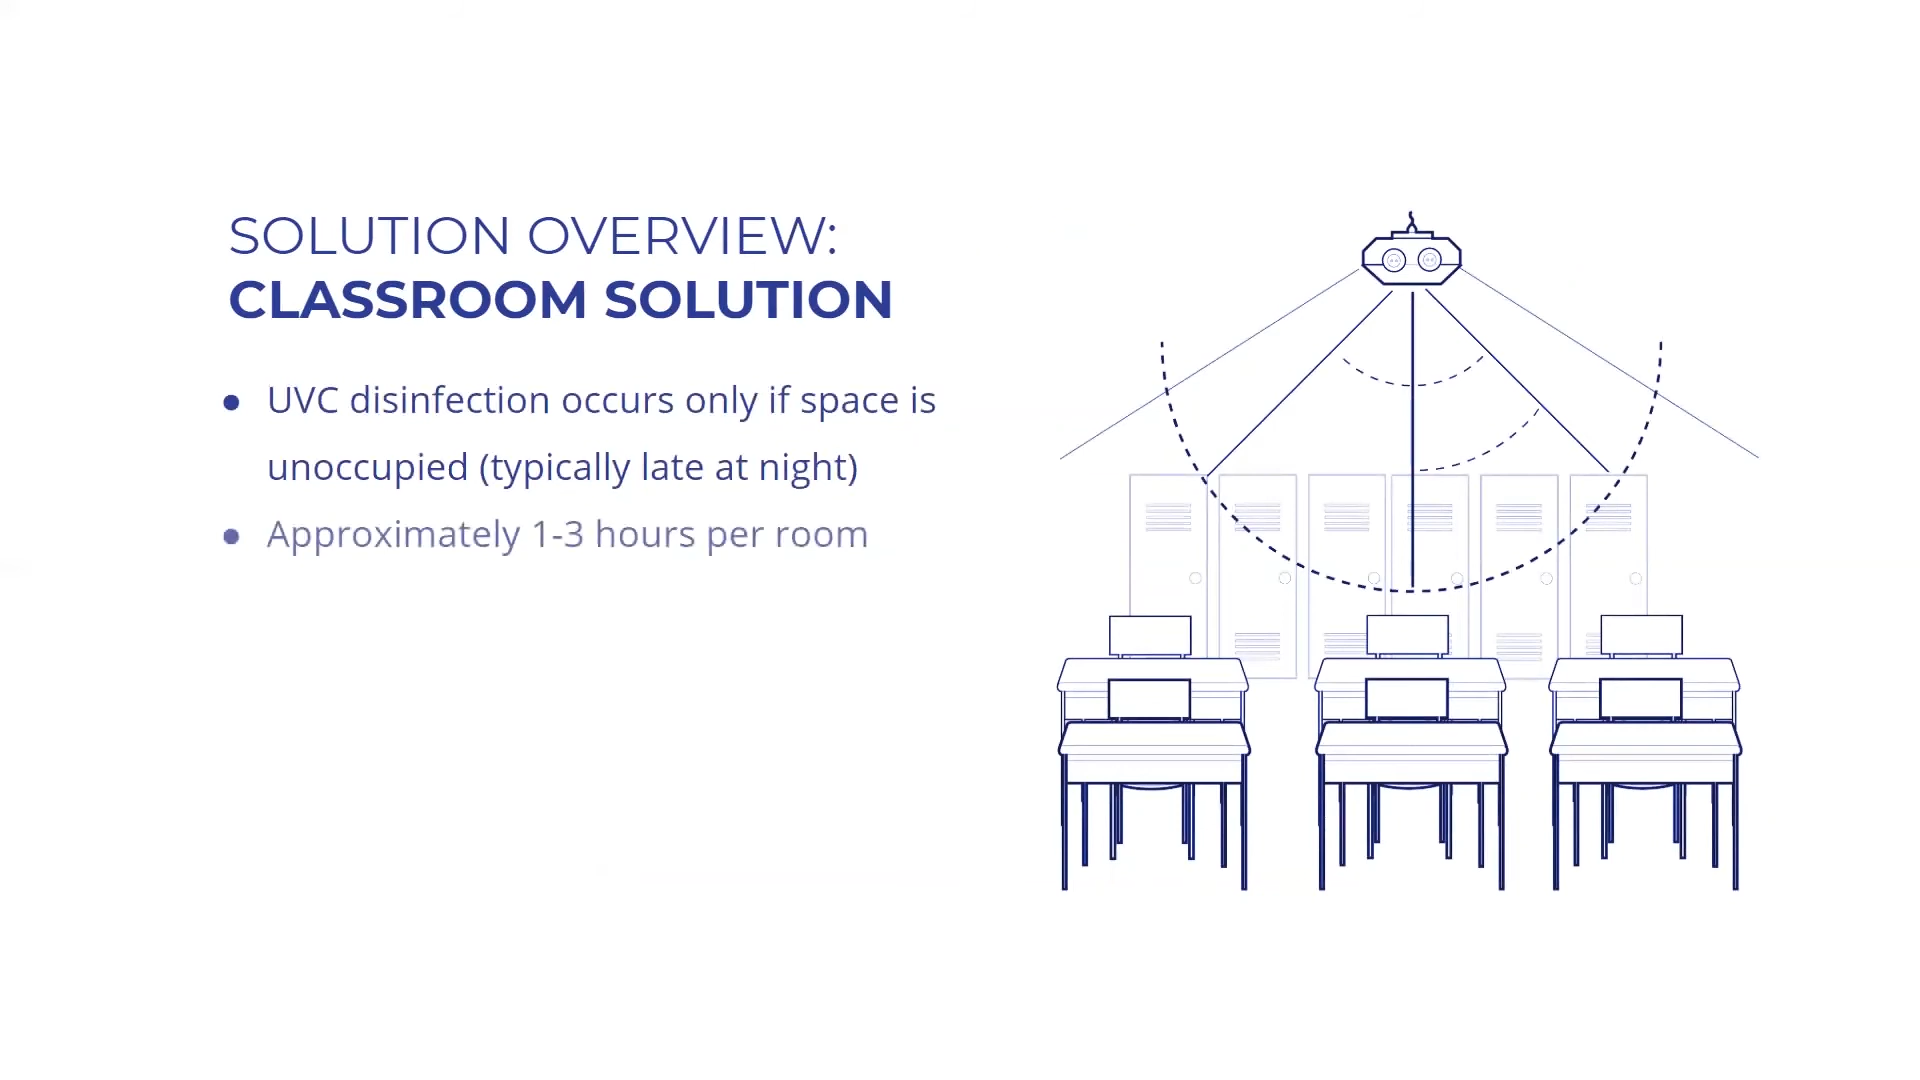 SOLUTION OVERVIEW:
CLASSROOM SOLUTION
● UVC disinfection occurs only if space is
unoccupied (typically late at night)
● Approximately 1-3 hours per room